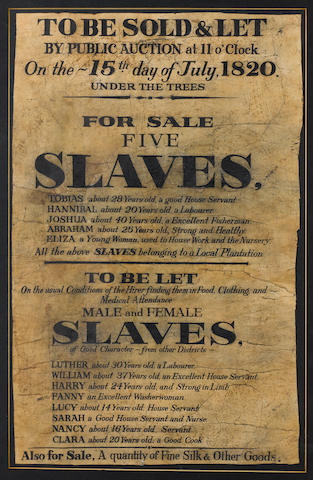 TO BE SOLD & LET
BY PUBLIC AUCTION at 11 o'Clock
On the 15th day of July, 1820.
UNDER THE TREES
FOR SALE
FIVE
SLAVES,
TOBIAS about 28 Years old, a good House Servant
HANNIBAL about 20 Years old, a Labourer
JOSHUA about 40 Years old, a Excellent Fisherman
ABRAHAM about 25 Years old, Strong and Healthy
ELIZA a Young Woman, used to House Work and the Nursery
All the above SLAVES belonging to a Local Plantation
TO BE LET
On the usual Conditions of the Hirer finding them in Food, Clothing, and
Medical Attendance
MALE and FEMALE
SLAVES,
of Good Character - from other Districts -
LUTHER about 30 Years old, a Labourer
WILLIAM about 37 Years old, an Excellent House Servant
HARRY about 24 Years old, and Strong in Limb
FANNY an Excellent Washerwoman
LUCY about 14 Years old, House Servant
SARAH a Good House Servant and Nurse
NANCY about 16 Years old, Servant
CLARA about 20 Years old, a Good Cook
Also for Sale, A quantity of Fine Silk & Other Goods.